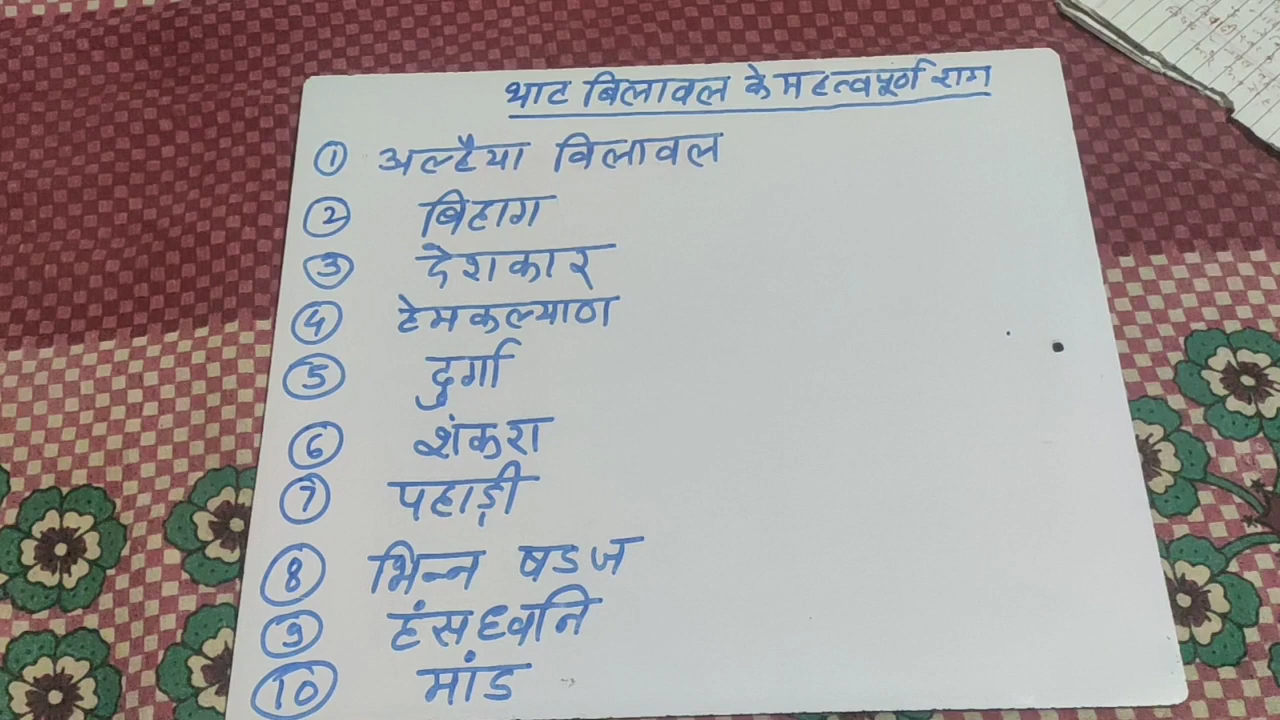 थाट बिलावल के महत्वपूर्ण राग
① अल्हैया विलावल
② बिहाग
③ देशकार
④ हेमकल्याण
⑤ दुर्गा
⑥ शंकरा
⑦ पहाड़ी
⑧ भिन्न षडज
⑨ हंसध्वनि
⑩ मांड